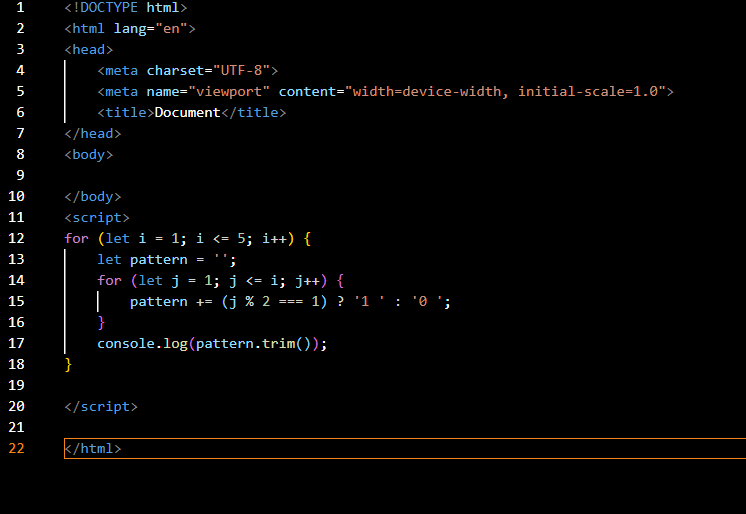 1 <!DOCTYPE html>
2 <html lang="en">
3 <head>
4     <meta charset="UTF-8">
5     <meta name="viewport" content="width=device-width, initial-scale=1.0">
6     <title>Document</title>
7 </head>
8 <body>
9
10 </body>
11 <script>
12 for (let i = 1; i <= 5; i++) {
13     let pattern = '';
14     for (let j = 1; j <= i; j++) {
15         pattern += (j % 2 === 1) ? '1 ' : '0 ';
16     }
17     console.log(pattern.trim());
18 }
19
20 </script>
21
22 </html>